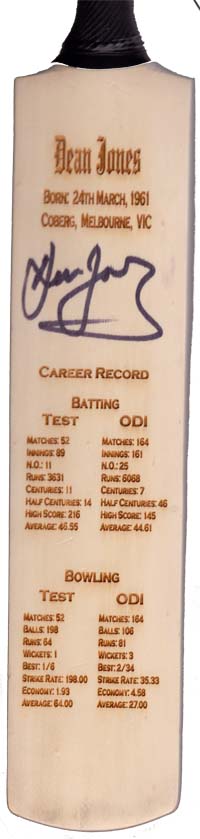 Dean Jones
BORN: 24TH MARCH, 1961
COBERG, MELBOURNE, VIC
Dean Jones
CAREER RECORD
BATTING
TEST ODI
MATCHES: 52 MATCHES: 164
INNINGS: 89 INNINGS: 161
N.O.: 11 N.O.: 25
RUNS: 3631 RUNS: 6068
CENTURIES: 11 CENTURIES: 7
HALF CENTURIES: 14 HALF CENTURIES: 46
HIGH SCORE: 216 HIGH SCORE: 145
AVERAGE: 46.55 AVERAGE: 44.61
BOWLING
TEST ODI
MATCHES: 52 MATCHES: 164
BALLS: 198 BALLS: 106
RUNS: 64 RUNS: 81
WICKETS: 1 WICKETS: 3
BEST: 1/6 BEST: 2/34
STRIKE RATE: 198.00 STRIKE RATE: 35.33
ECONOMY: 1.93 ECONOMY: 4.58
AVERAGE: 64.00 AVERAGE: 27.00